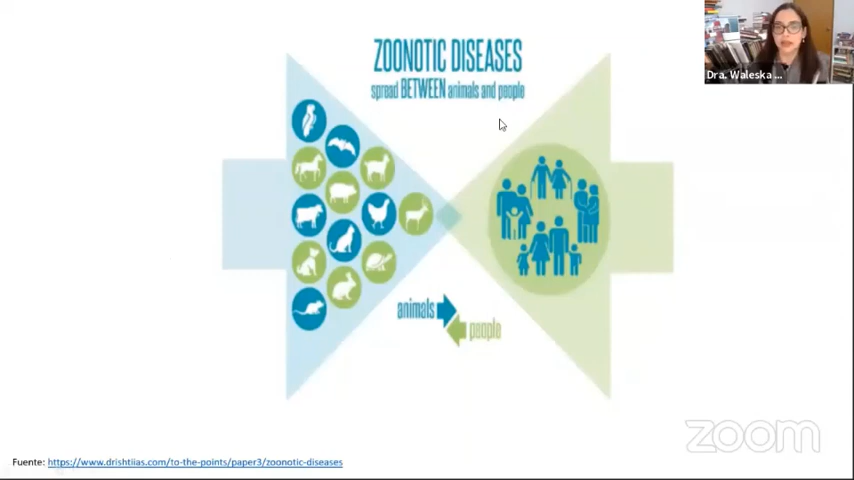 ZOONOTIC DISEASES
spread BETWEEN animals and people
Dra. Waleska ...
animals
people
zoom
Fuente: https://www.drishtiias.com/to-the-points/paper3/zoonotic-diseases